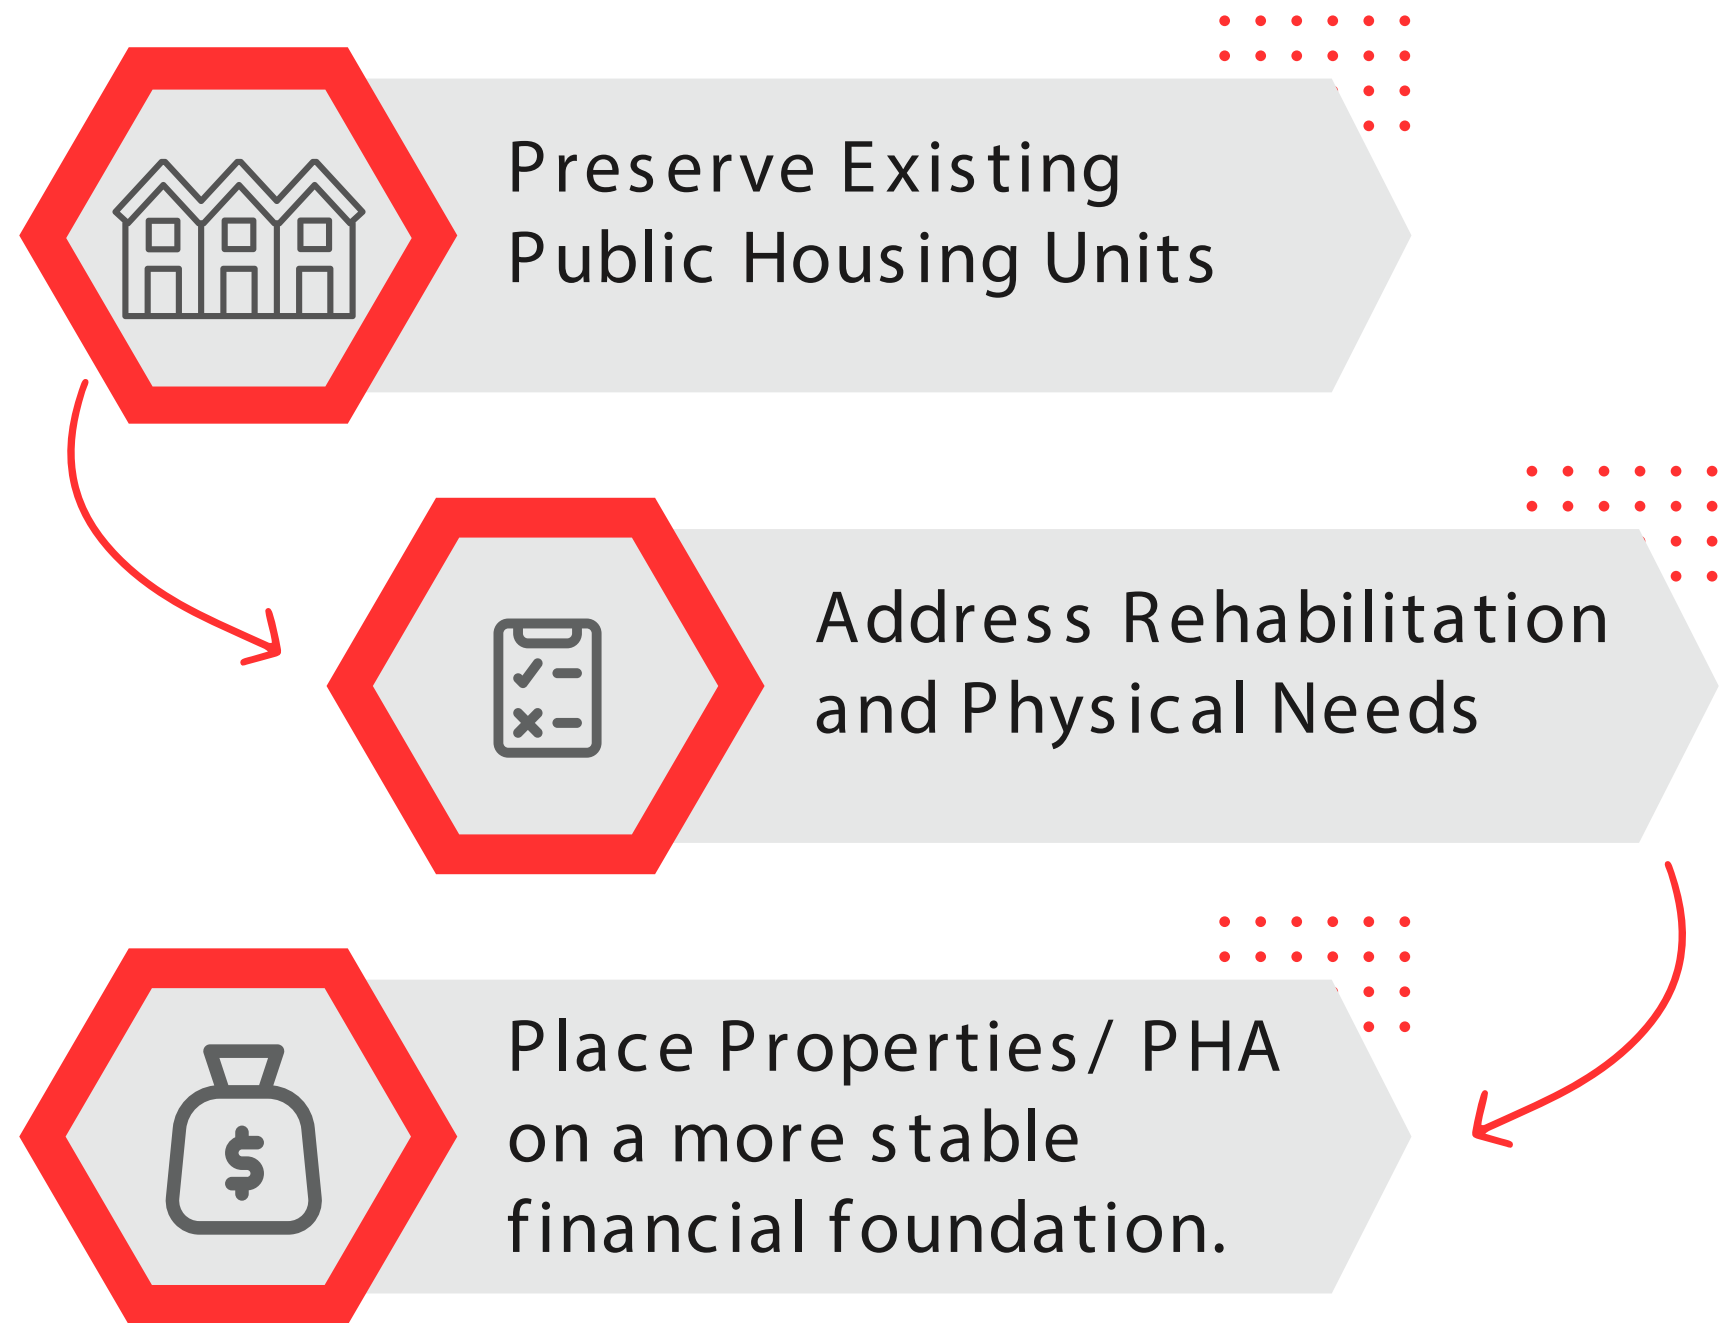 Preserve Existing
Public Housing Units
Address Rehabilitation
and Physical Needs
Place Properties/ PHA
on a more stable
financial foundation.